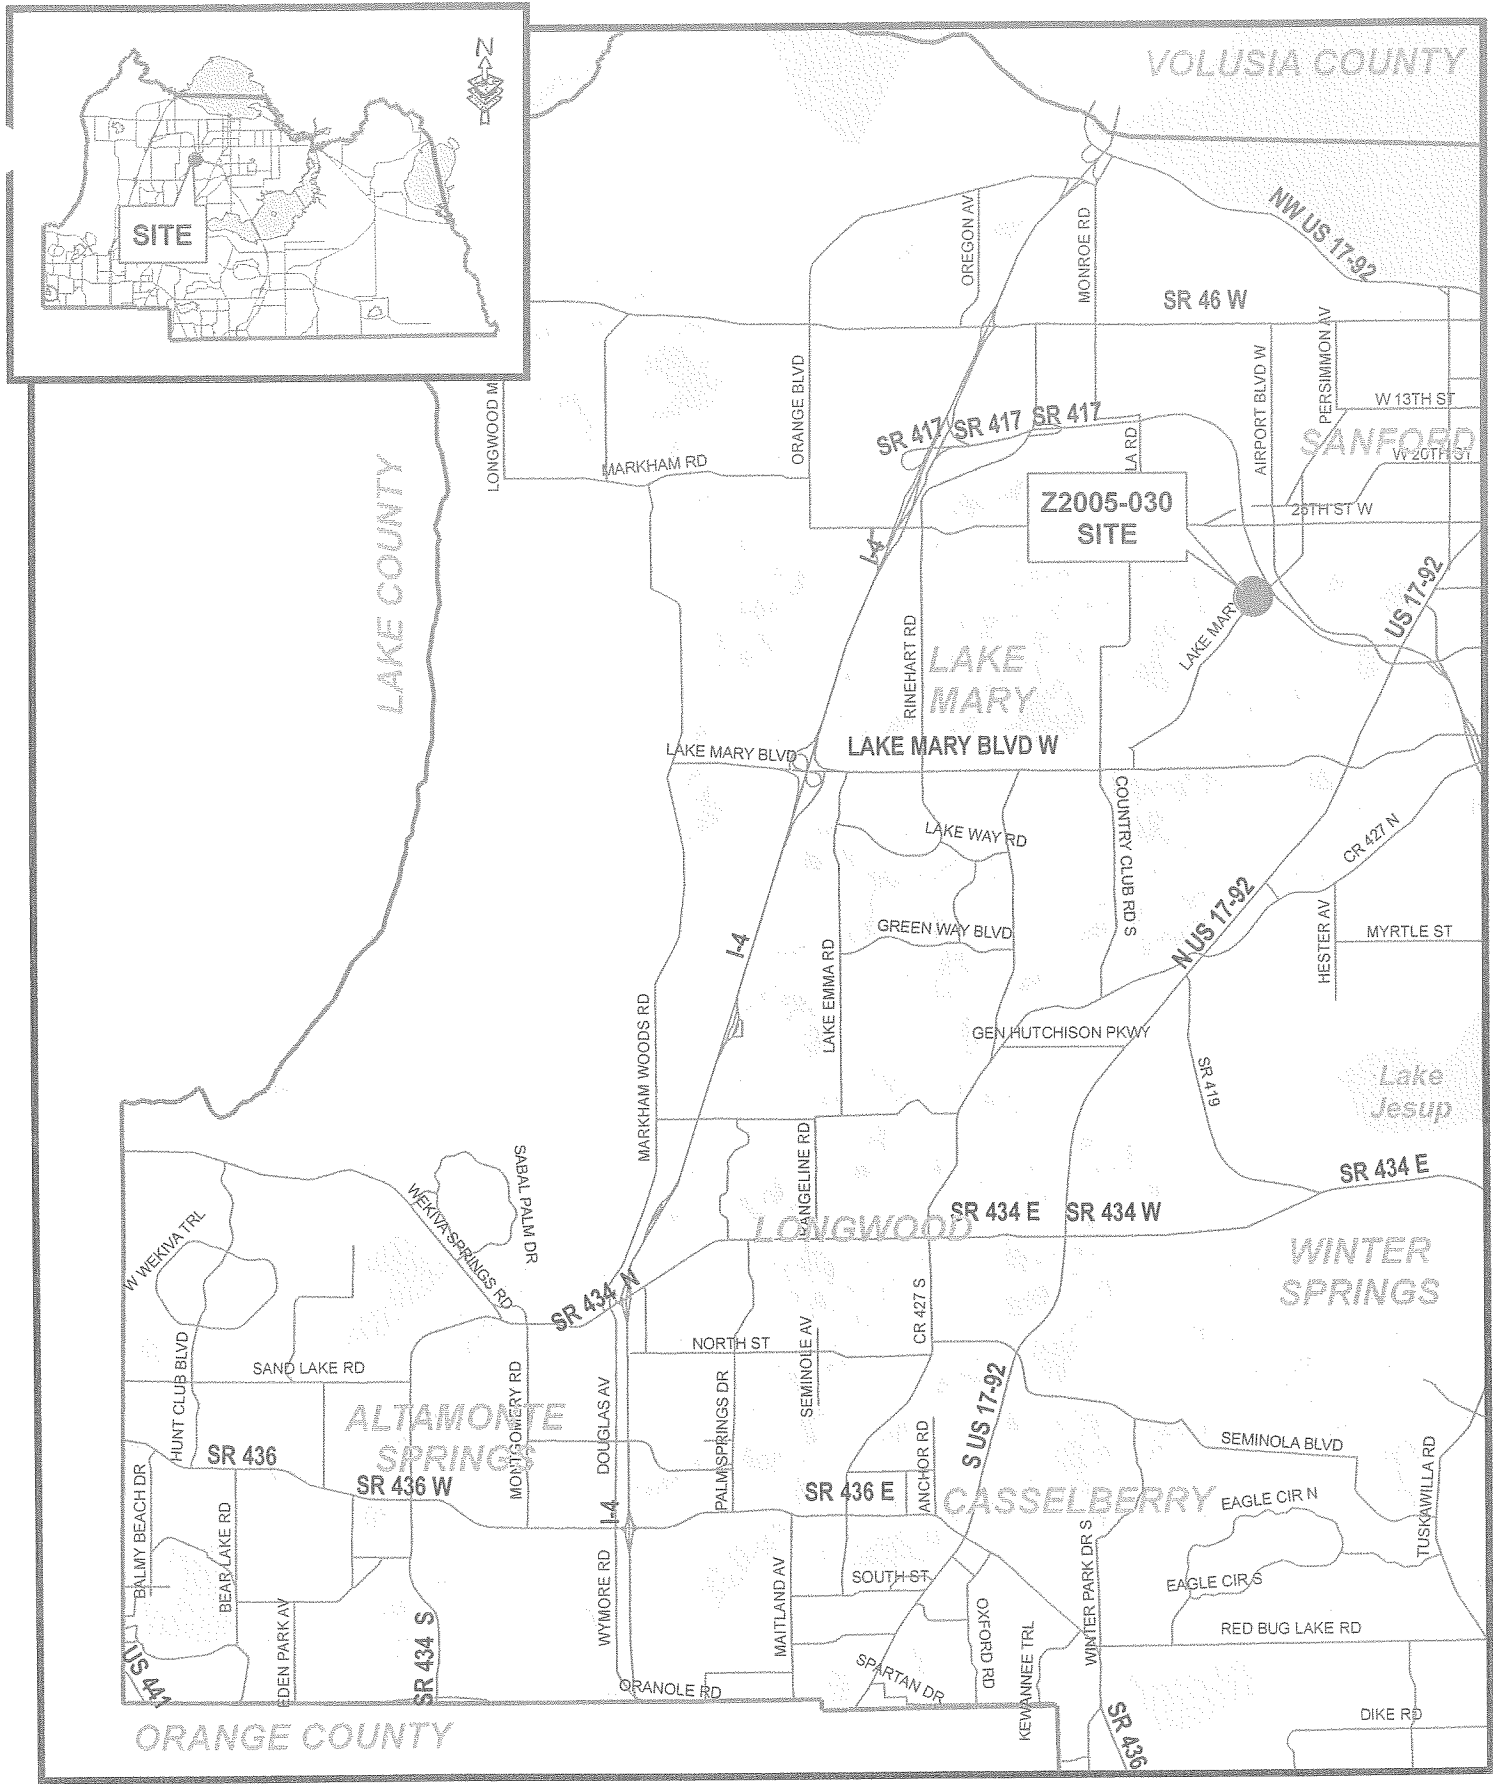 N
SITE
VOLUSIA COUNTY
NW US 17-92
OREGON AV
MONROE RD
SR 46 W
PERSIMMON AV
AIRPORT BLVD W
ORANGE BLVD
LONGWOOD M
W 13TH ST
SR 417
SR 417
SR 417
SANFORD
W 20TH ST
MARKHAM RD
LA RD
Z2005-030
SITE
25TH ST W
LAKE COUNTY
I-4
US 17-92
RINEHART RD
LAKE MARY
LAKE
MARY
LAKE MARY BLVD
LAKE MARY BLVD W
COUNTRY CLUB RD S
LAKE WAY RD
CR 427 N
N US 17-92
GREEN WAY BLVD
I-4
LAKE EMMA RD
HESTER AV
MYRTLE ST
MARKHAM WOODS RD
GEN HUTCHISON PKWY
SR 419
Lake
Jesup
SABAL PALM DR
WEKIVA SPRINGS RD
W WEKIVA TRL
ANGELINE RD
SR 434 E
SR 434 E
SR 434 W
LONGWOOD
WINTER
SPRINGS
SR 434 N
CR 427 S
NORTH ST
SEMINOLE AV
HUNT CLUB BLVD
SAND LAKE RD
MONTGOMERY RD
DOUGLAS AV
PALM SPRINGS DR
S US 17-92
ALTAMONTE
SPRINGS
SR 436
SR 436 W
ANCHOR RD
SEMINOLA BLVD
TUSKAWILLA RD
BALMY BEACH DR
SR 436 E
CASSELBERRY
EAGLE CIR N
I-4
BEAR LAKE RD
WYMORE RD
MAITLAND AV
SOUTH ST
WINTER PARK DR S
EAGLE CIR S
EDEN PARK AV
SR 434 S
OXFORD RD
KEWANNEE TRL
RED BUG LAKE RD
US 441
ORANOLE RD
SPARTAN DR
DIKE RD
SR 436
ORANGE COUNTY